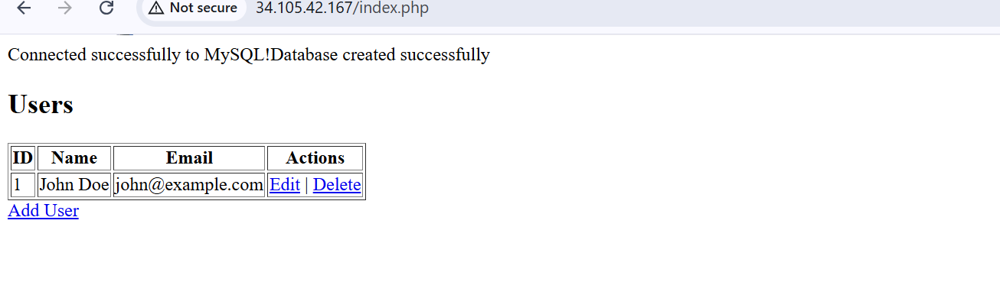 Not secure 34.105.42.167/index.php
Connected successfully to MySQL!Database created successfully
Users
ID Name Email Actions
1 John Doe john@example.com Edit | Delete
Add User